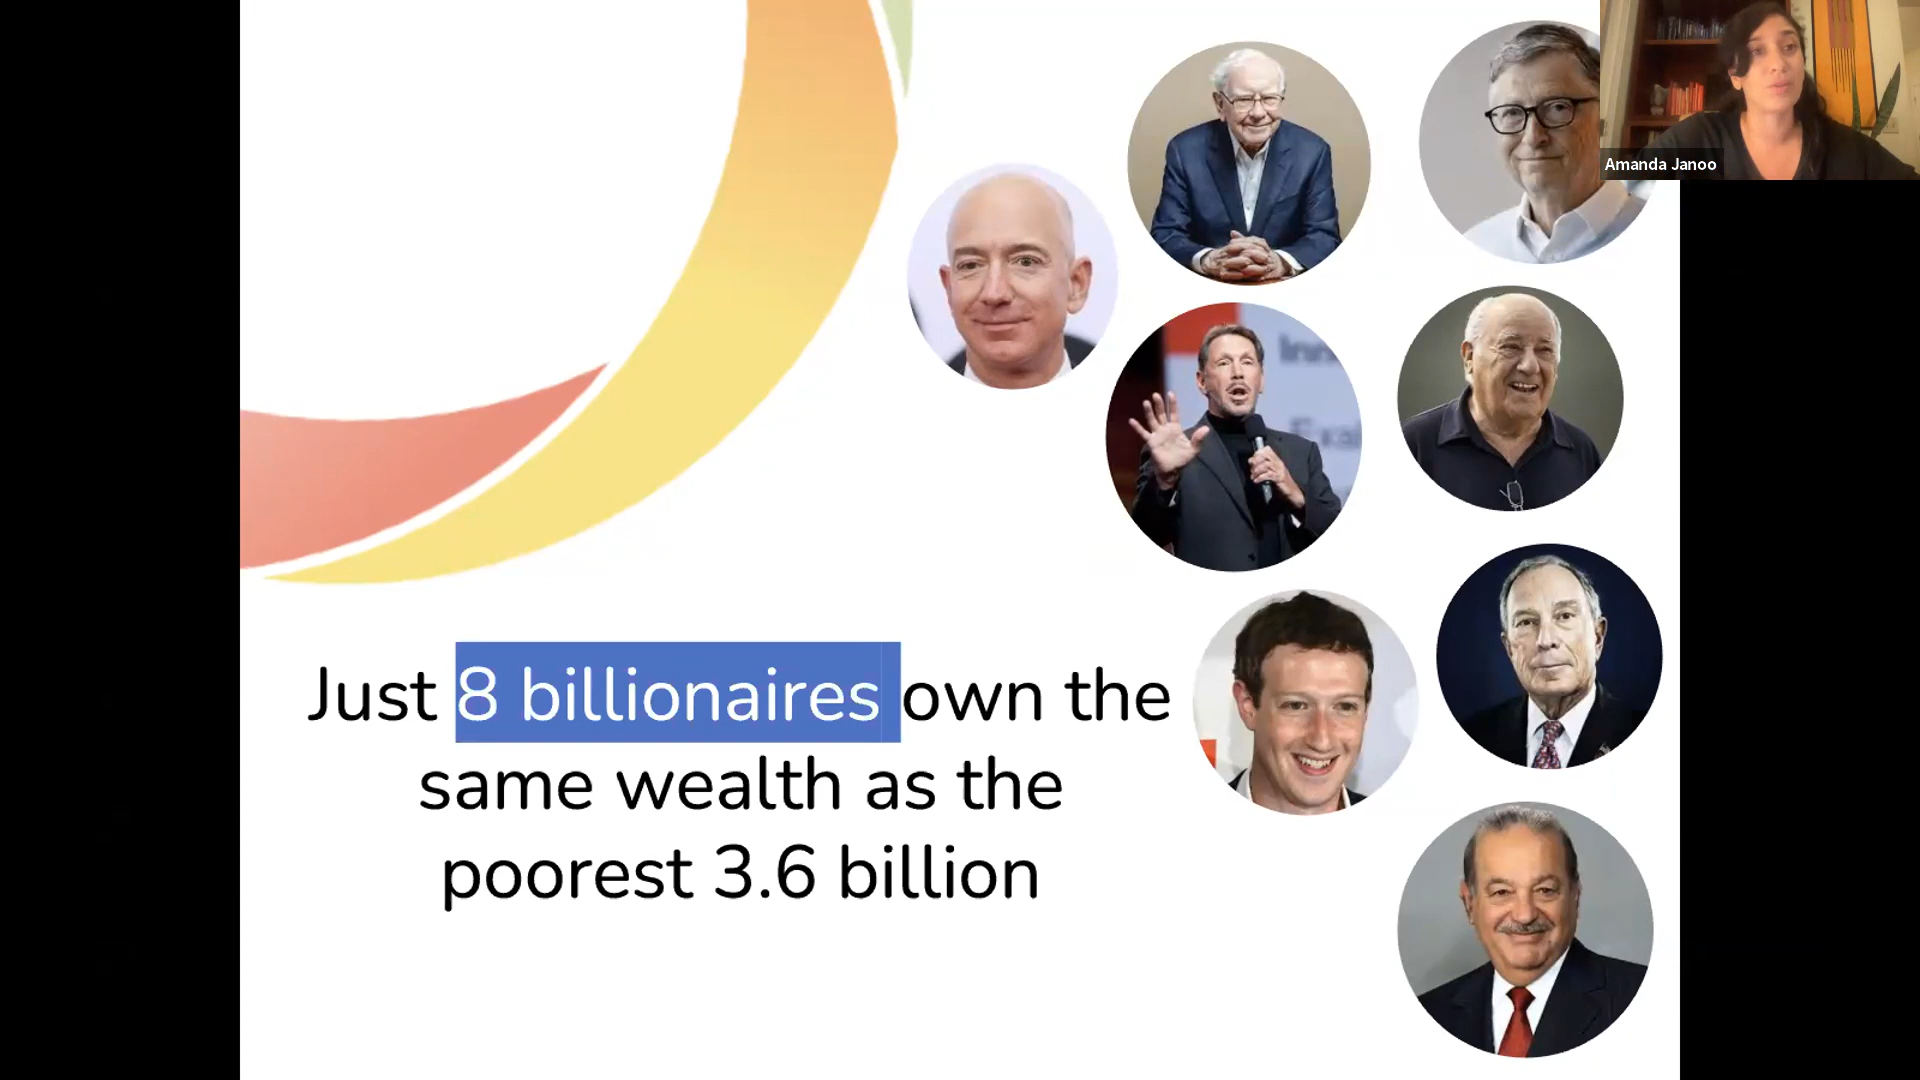 Amanda Janoo
Just 8 billionaires own the
same wealth as the
poorest 3.6 billion